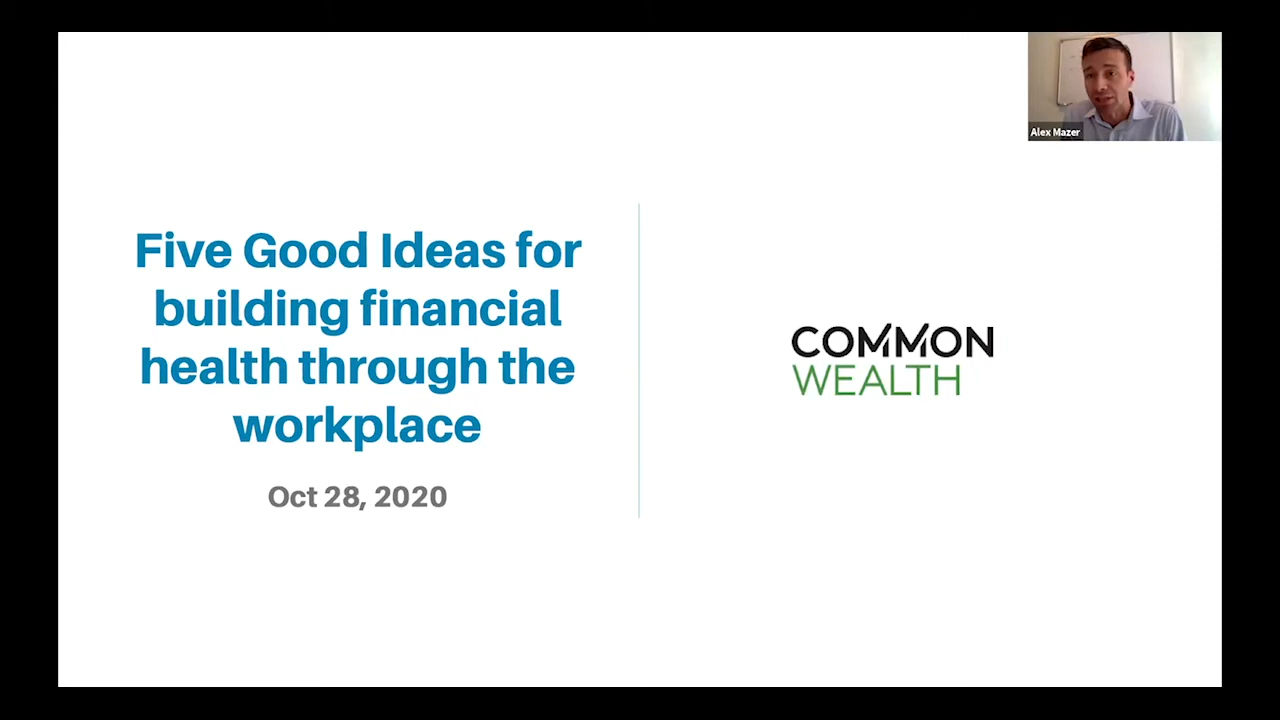 Alex Mazer
Five Good Ideas for
building financial
health through the
workplace
Oct 28, 2020
COMMON
WEALTH